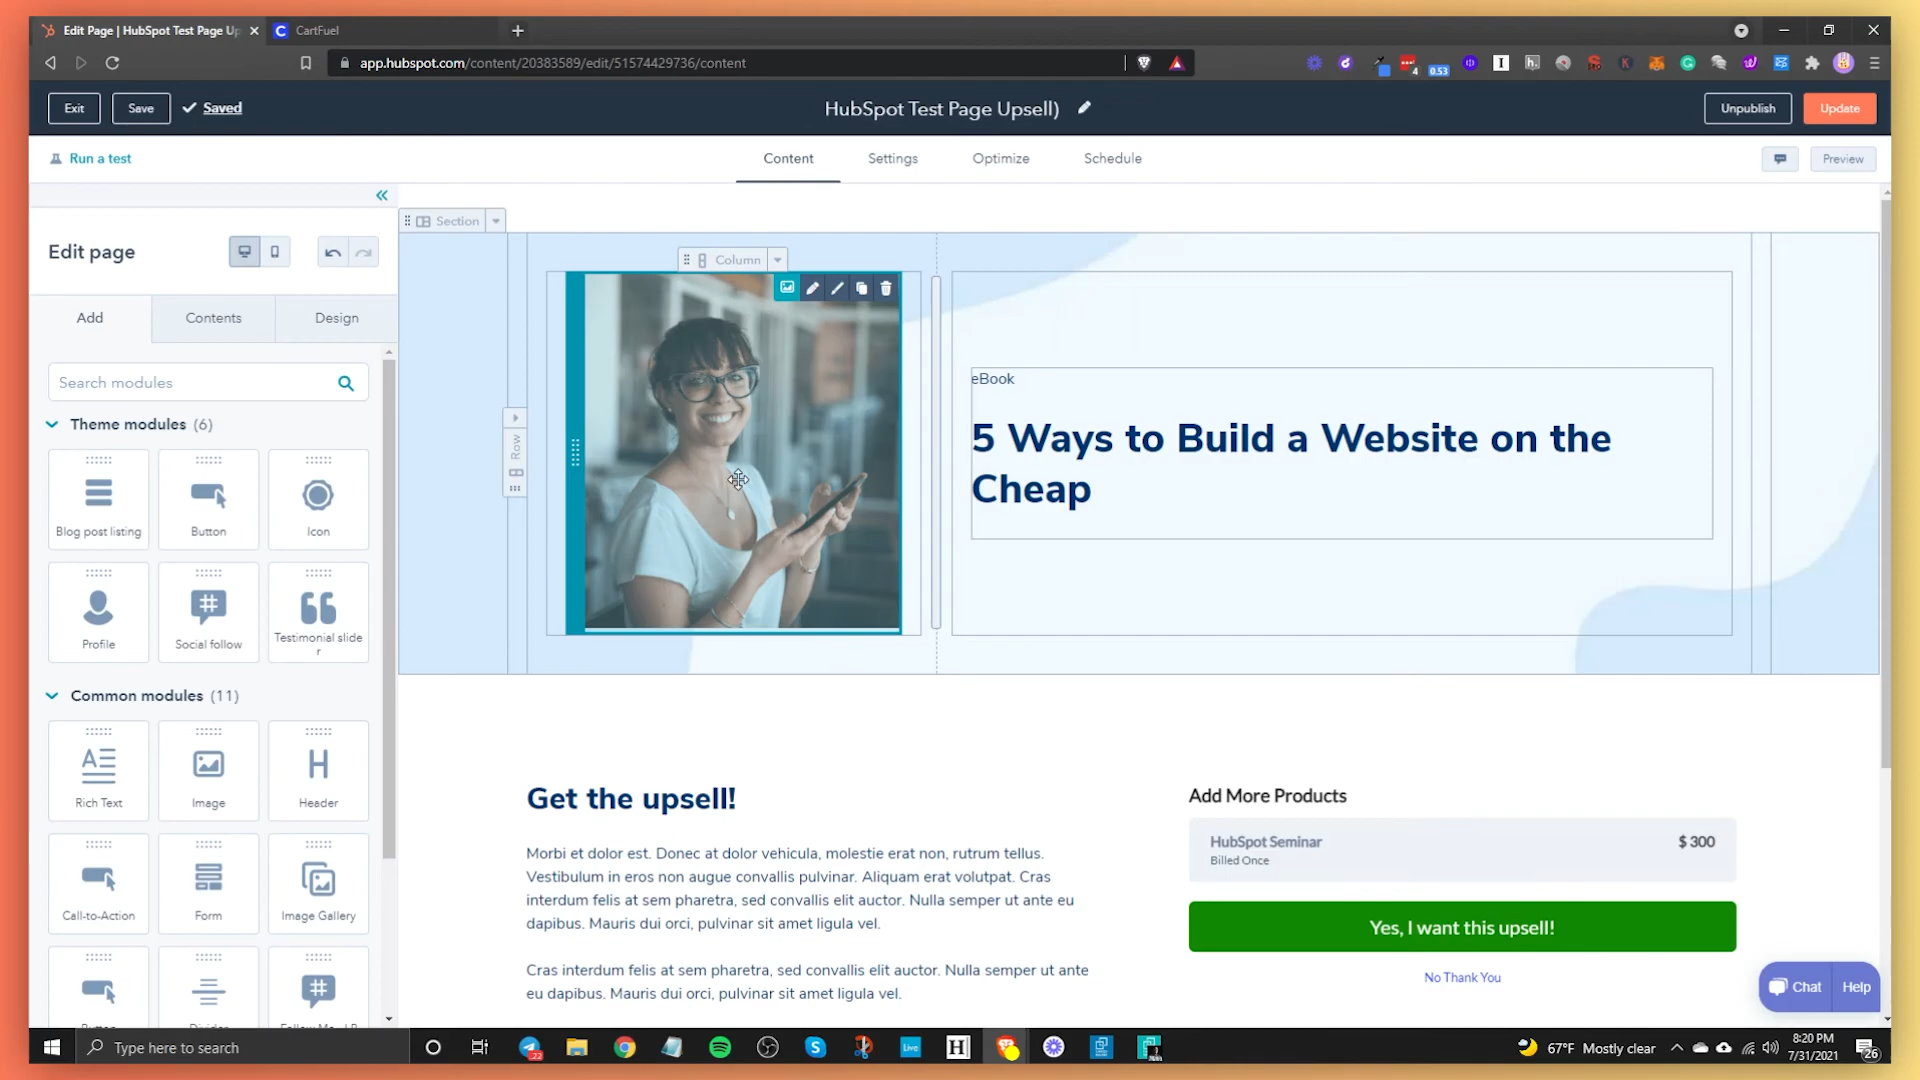 Edit Page | HubSpot Test Page Up
CartFuel
app.hubspot.com/content/20383589/edit/51574429736/content
4
0.53
Exit
Save
Saved
HubSpot Test Page Upsell)
Unpublish
Update
Run a test
Content
Settings
Optimize
Schedule
Preview
Section
Edit page
Column
Add
Contents
Design
Search modules
Theme modules (6)
Blog post listing
Button
Icon
Profile
Social follow
Testimonial slide
r
Row
eBook
5 Ways to Build a Website on the
Cheap
Common modules (11)
Rich Text
Image
Header
Call-to-Action
Form
Image Gallery
Get the upsell!
Morbi et dolor est. Donec at dolor vehicula, molestie erat non, rutrum tellus.
Vestibulum in eros non augue convallis pulvinar. Aliquam erat volutpat. Cras
interdum felis at sem pharetra, sed convallis elit auctor. Nulla semper ut ante eu
dapibus. Mauris dui orci, pulvinar sit amet ligula vel.
Cras interdum felis at sem pharetra, sed convallis elit auctor. Nulla semper ut ante
eu dapibus. Mauris dui orci, pulvinar sit amet ligula vel.
Add More Products
HubSpot Seminar
$ 300
Billed Once
Yes, I want this upsell!
No Thank You
Chat
Help
Type here to search
22
Live
67°F Mostly clear
8:20 PM
7/31/2021
26